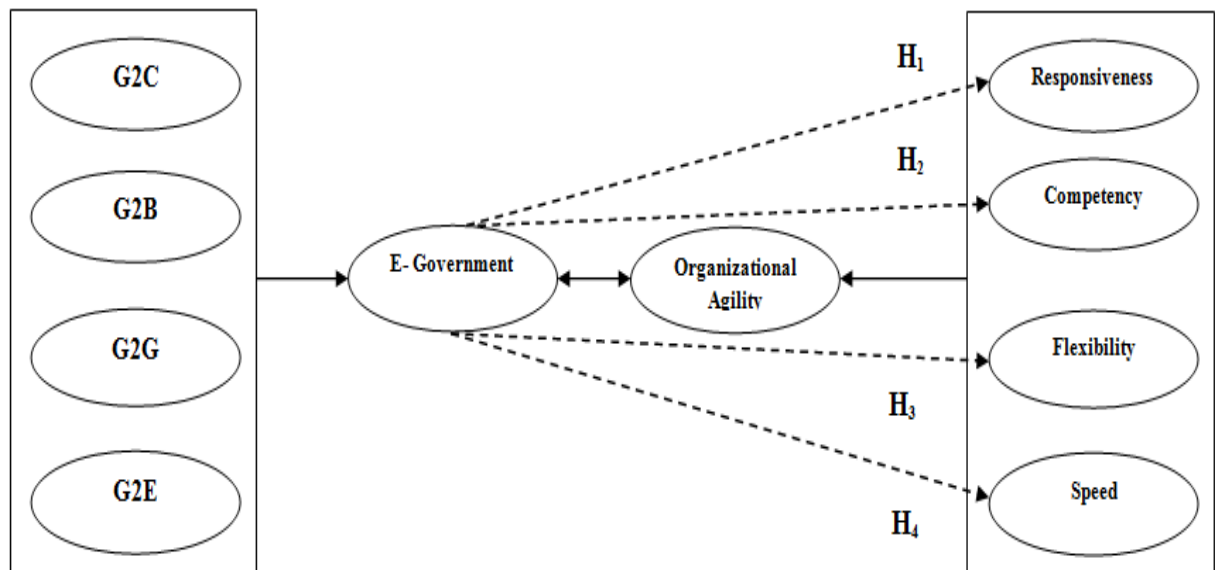 G2C
G2B
G2G
G2E
E- Government
Organizational
Agility
H₁
H₂
H₃
H₄
Responsiveness
Competency
Flexibility
Speed